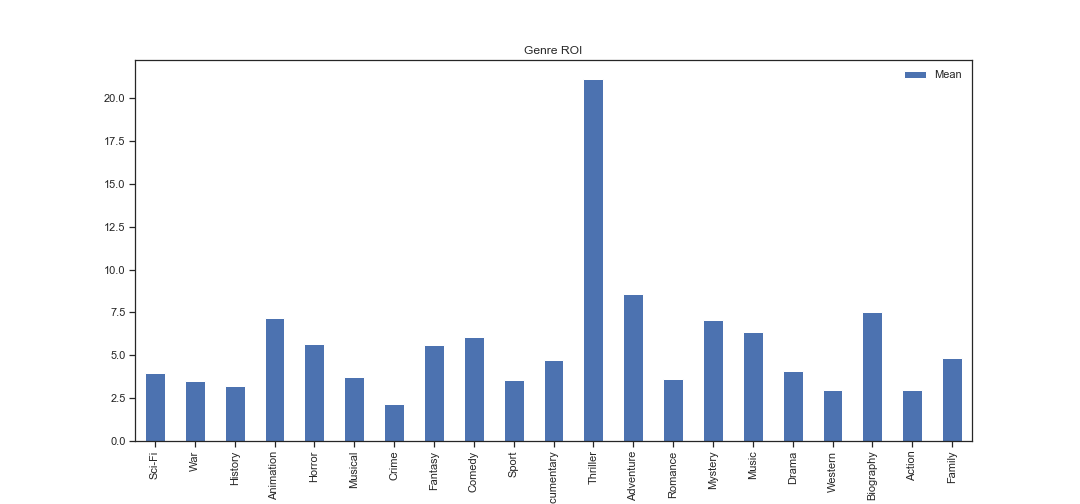 Genre ROI
Mean
20.0
17.5
15.0
12.5
10.0
7.5
5.0
2.5
0.0
Sci-Fi
War
History
Animation
Horror
Musical
Crime
Fantasy
Comedy
Sport
cumentary
Thriller
Adventure
Romance
Mystery
Music
Drama
Western
Biography
Action
Family